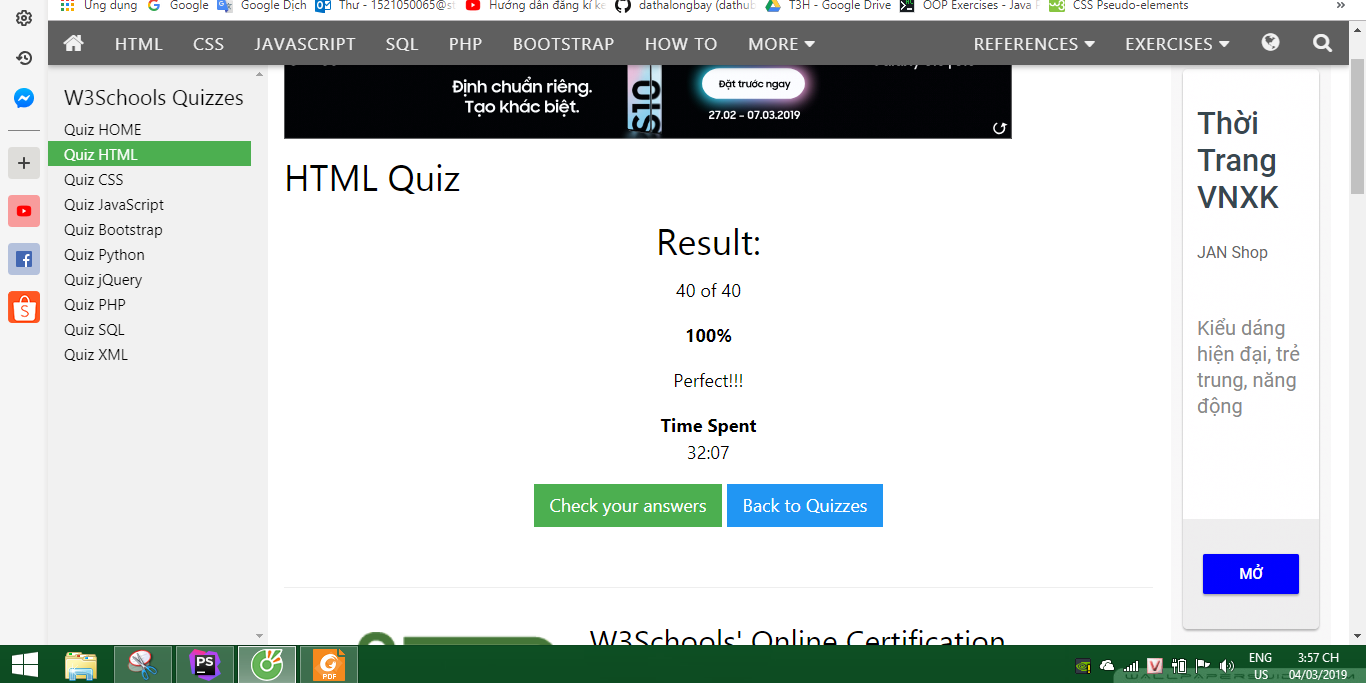 Ứng dụng Google Google Dịch Thư - 1521050065@st Hướng dẫn đăng kí kê dathalongbay (dathub T3H - Google Drive OOP Exercises - Java CSS Pseudo-elements »
HTML CSS JAVASCRIPT SQL PHP BOOTSTRAP HOW TO MORE REFERENCES EXERCISES
W3Schools Quizzes
Quiz HOME
Quiz HTML
Quiz CSS
Quiz JavaScript
Quiz Bootstrap
Quiz Python
Quiz jQuery
Quiz PHP
Quiz SQL
Quiz XML
Định chuẩn riêng.
Tạo khác biệt.
S10
Đặt trước ngay
27.02 - 07.03.2019
HTML Quiz
Result:
40 of 40
100%
Perfect!!!
Time Spent
32:07
Check your answers Back to Quizzes
W3Schools' Online Certification
Thời
Trang
VNXK
JAN Shop
Kiểu dáng
hiện đại, trẻ
trung, năng
động
MỞ
PS
PDF
ENG
US
3:57 CH
04/03/2019